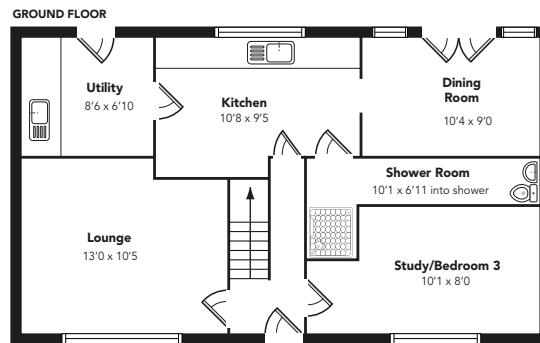 GROUND FLOOR
Utility
8’6 x 6’10
Kitchen
10’8 x 9’5
Dining
Room
10’4 x 9’0
Shower Room
10’1 x 6’11 into shower
Lounge
13’0 x 10’5
Study/Bedroom 3
10’1 x 8’0